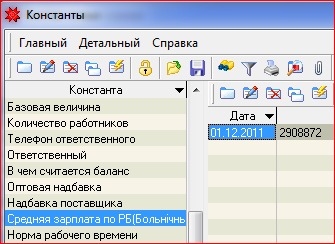 Константы
Главный Детальный Справка
Константа
Базовая величина
Количество работников
Телефон ответственного
Ответственный
В чем считается баланс
Оптовая надбавка
Надбавка поставщика
Средняя зарплата по РБ(Больнічнь
Норма рабочего времени
Дата
01.12.2011 2908872